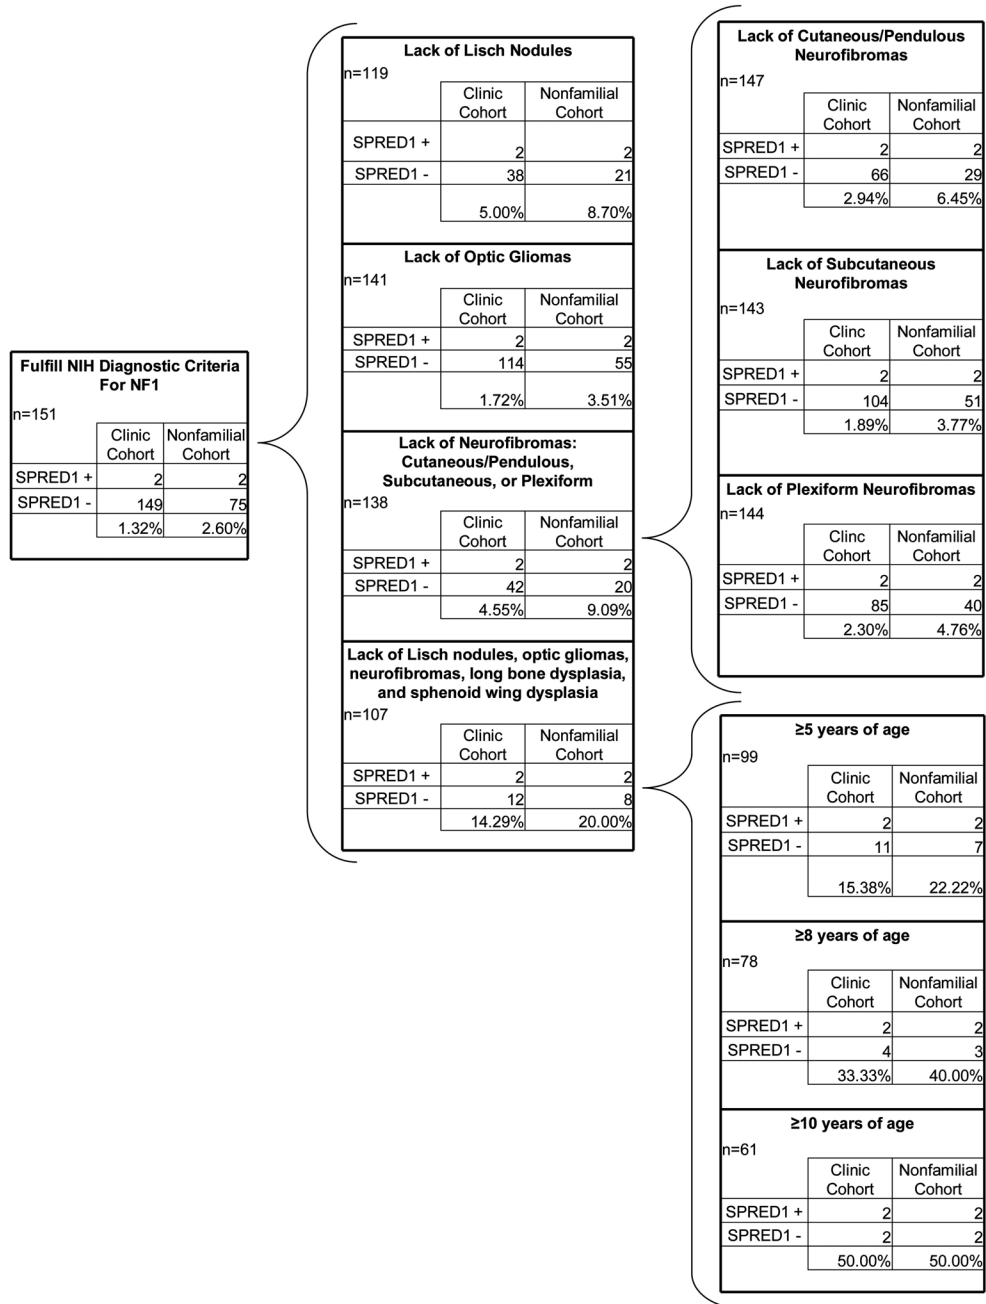 Fulfill NIH Diagnostic Criteria
For NF1
n=151
Clinic Nonfamilial
Cohort Cohort
SPRED1 + 2 2
SPRED1 - 149 75
1.32% 2.60%
Lack of Lisch Nodules
n=119
Clinic Nonfamilial
Cohort Cohort
SPRED1 + 2 2
SPRED1 - 38 21
5.00% 8.70%
Lack of Optic Gliomas
n=141
Clinic Nonfamilial
Cohort Cohort
SPRED1 + 2 2
SPRED1 - 114 55
1.72% 3.51%
Lack of Neurofibromas:
Cutaneous/Pendulous,
Subcutaneous, or Plexiform
n=138
Clinic Nonfamilial
Cohort Cohort
SPRED1 + 2 2
SPRED1 - 42 20
4.55% 9.09%
Lack of Lisch nodules, optic gliomas,
neurofibromas, long bone dysplasia,
and sphenoid wing dysplasia
n=107
Clinic Nonfamilial
Cohort Cohort
SPRED1 + 2 2
SPRED1 - 12 8
14.29% 20.00%
Lack of Cutaneous/Pendulous
Neurofibromas
n=147
Clinic Nonfamilial
Cohort Cohort
SPRED1 + 2 2
SPRED1 - 66 29
2.94% 6.45%
Lack of Subcutaneous
Neurofibromas
n=143
Clinc Nonfamilial
Cohort Cohort
SPRED1 + 2 2
SPRED1 - 104 51
1.89% 3.77%
Lack of Plexiform Neurofibromas
n=144
Clinc Nonfamilial
Cohort Cohort
SPRED1 + 2 2
SPRED1 - 85 40
2.30% 4.76%
≥5 years of age
n=99
Clinic Nonfamilial
Cohort Cohort
SPRED1 + 2 2
SPRED1 - 11 7
15.38% 22.22%
≥8 years of age
n=78
Clinic Nonfamilial
Cohort Cohort
SPRED1 + 2 2
SPRED1 - 4 3
33.33% 40.00%
≥10 years of age
n=61
Clinic Nonfamilial
Cohort Cohort
SPRED1 + 2 2
SPRED1 - 2 2
50.00% 50.00%